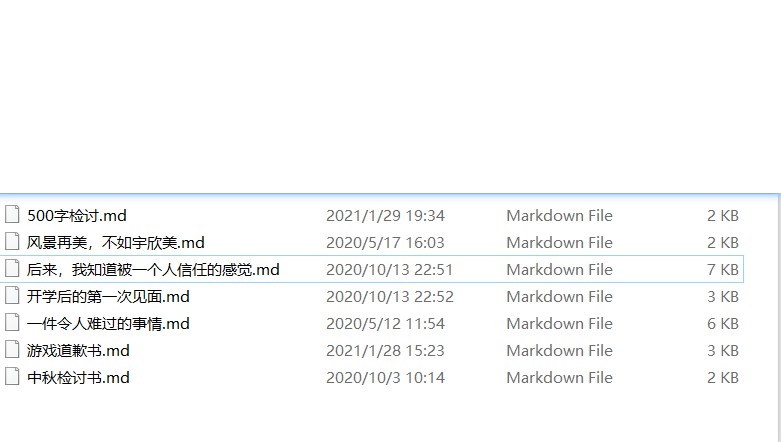 500字检讨.md 2021/1/29 19:34 Markdown File 2 KB
风景再美，不如宇欣美.md 2020/5/17 16:03 Markdown File 2 KB
后来，我知道被一个人信任的感觉.md 2020/10/13 22:51 Markdown File 7 KB
开学后的第一次见面.md 2020/10/13 22:52 Markdown File 3 KB
一件令人难过的事情.md 2020/5/12 11:54 Markdown File 6 KB
游戏道歉书.md 2021/1/28 15:23 Markdown File 3 KB
中秋检讨书.md 2020/10/3 10:14 Markdown File 2 KB